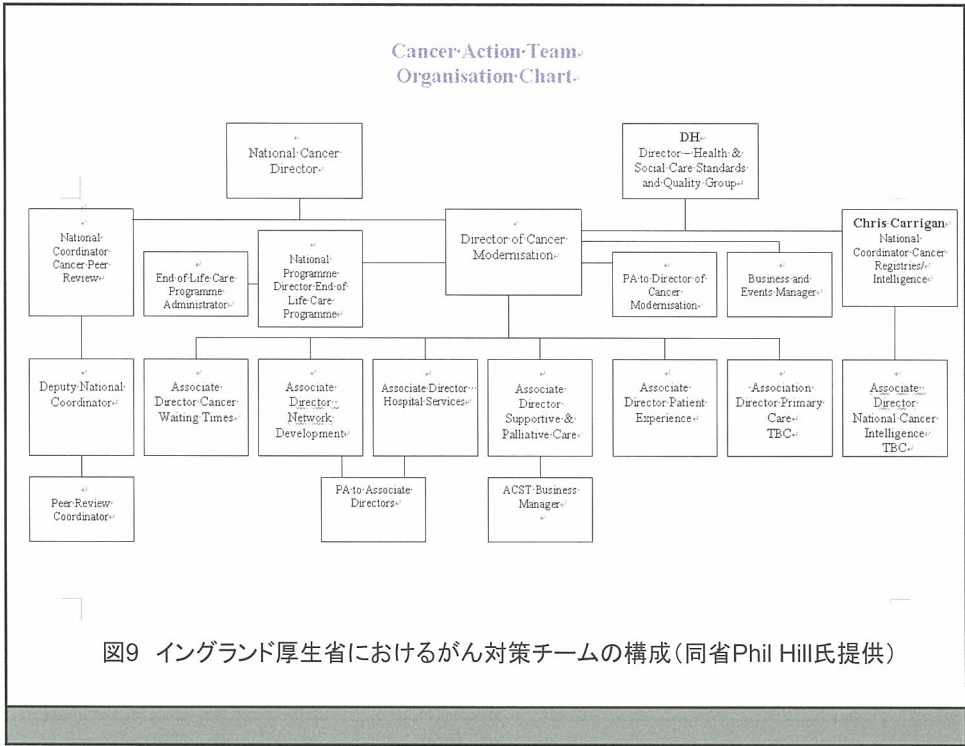 Cancer Action Team
Organisation Chart
National Cancer
Director
DH
Director – Health &
Social Care Standards
and Quality Group
National
Coordinator
Cancer Peer
Review
End of Life Care
Programme
Administrator
National
Programme
Director End of
Life Care
Programme
Director of Cancer
Modernisation
PA to Director of
Cancer
Modernisation
Business and
Events Manager
Chris Carrigan
National
Coordinator Cancer
Registries/
Intelligence
Deputy National
Coordinator
Associate
Director Cancer
Waiting Times
Associate
Director
Network
Development
Associate Director
Hospital Services
Associate
Director
Supportive &
Palliative Care
Associate
Director Patient
Experience
Association
Director Primary
Care
TBC
Associate
Director
National Cancer
Intelligence
TBC
Peer Review
Coordinator
PA to Associate
Directors
ACST Business
Manager
図9 イングランド厚生省におけるがん対策チームの構成(同省Phil Hill氏提供)